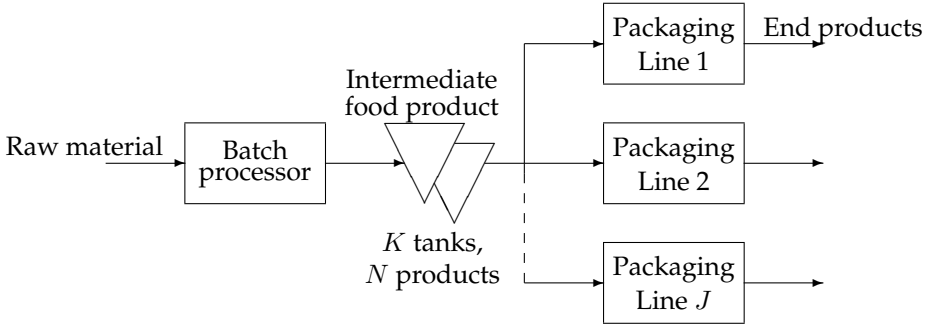 Raw material
Batch
processor
Intermediate
food product
K tanks,
N products
Packaging
Line 1
End products
Packaging
Line 2
Packaging
Line J